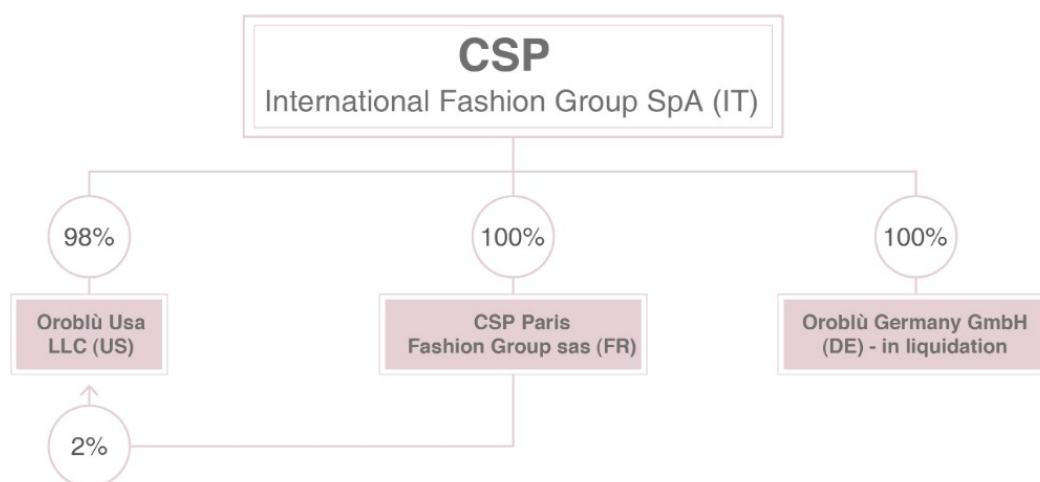 CSP
International Fashion Group SpA (IT)
98%
100%
100%
Oroblù Usa
LLC (US)
CSP Paris
Fashion Group sas (FR)
Oroblù Germany GmbH
(DE) - in liquidation
2%